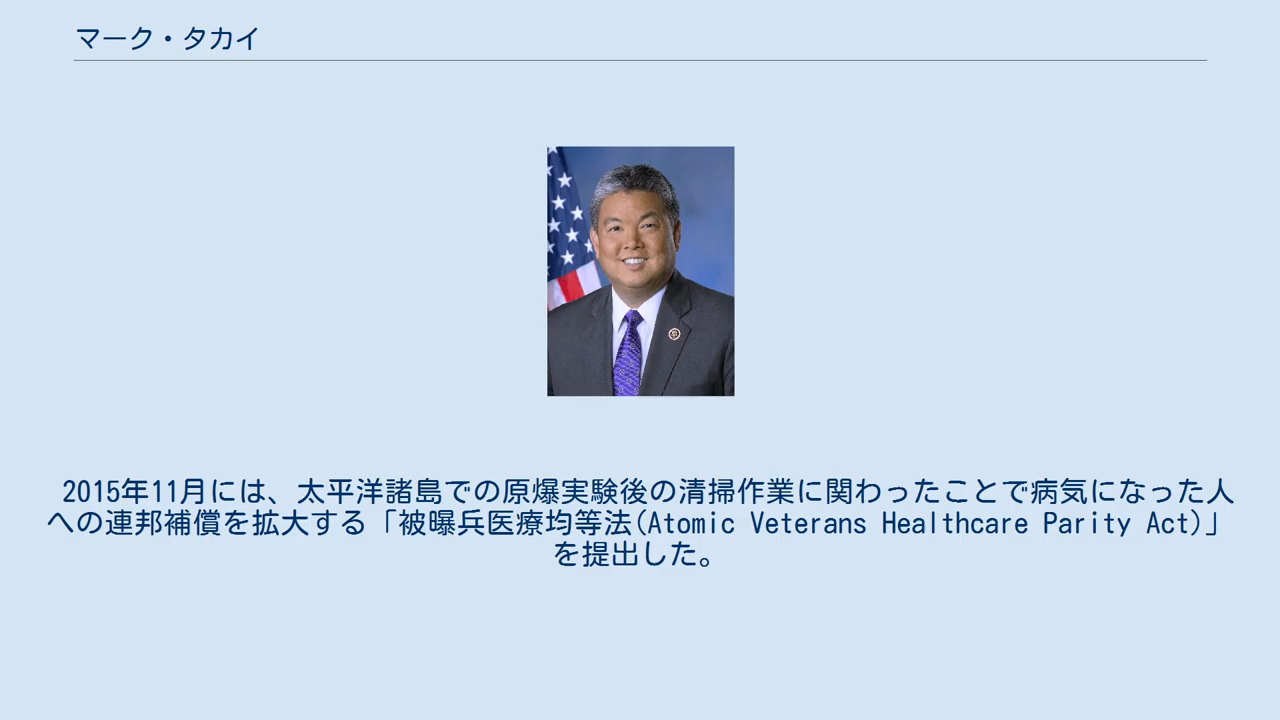 マーク・タカイ
2015年11月には、太平洋諸島での原爆実験後の清掃作業に関わったことで病気になった人
への連邦補償を拡大する「被曝兵医療均等法(Atomic Veterans Healthcare Parity Act)」
を提出した。